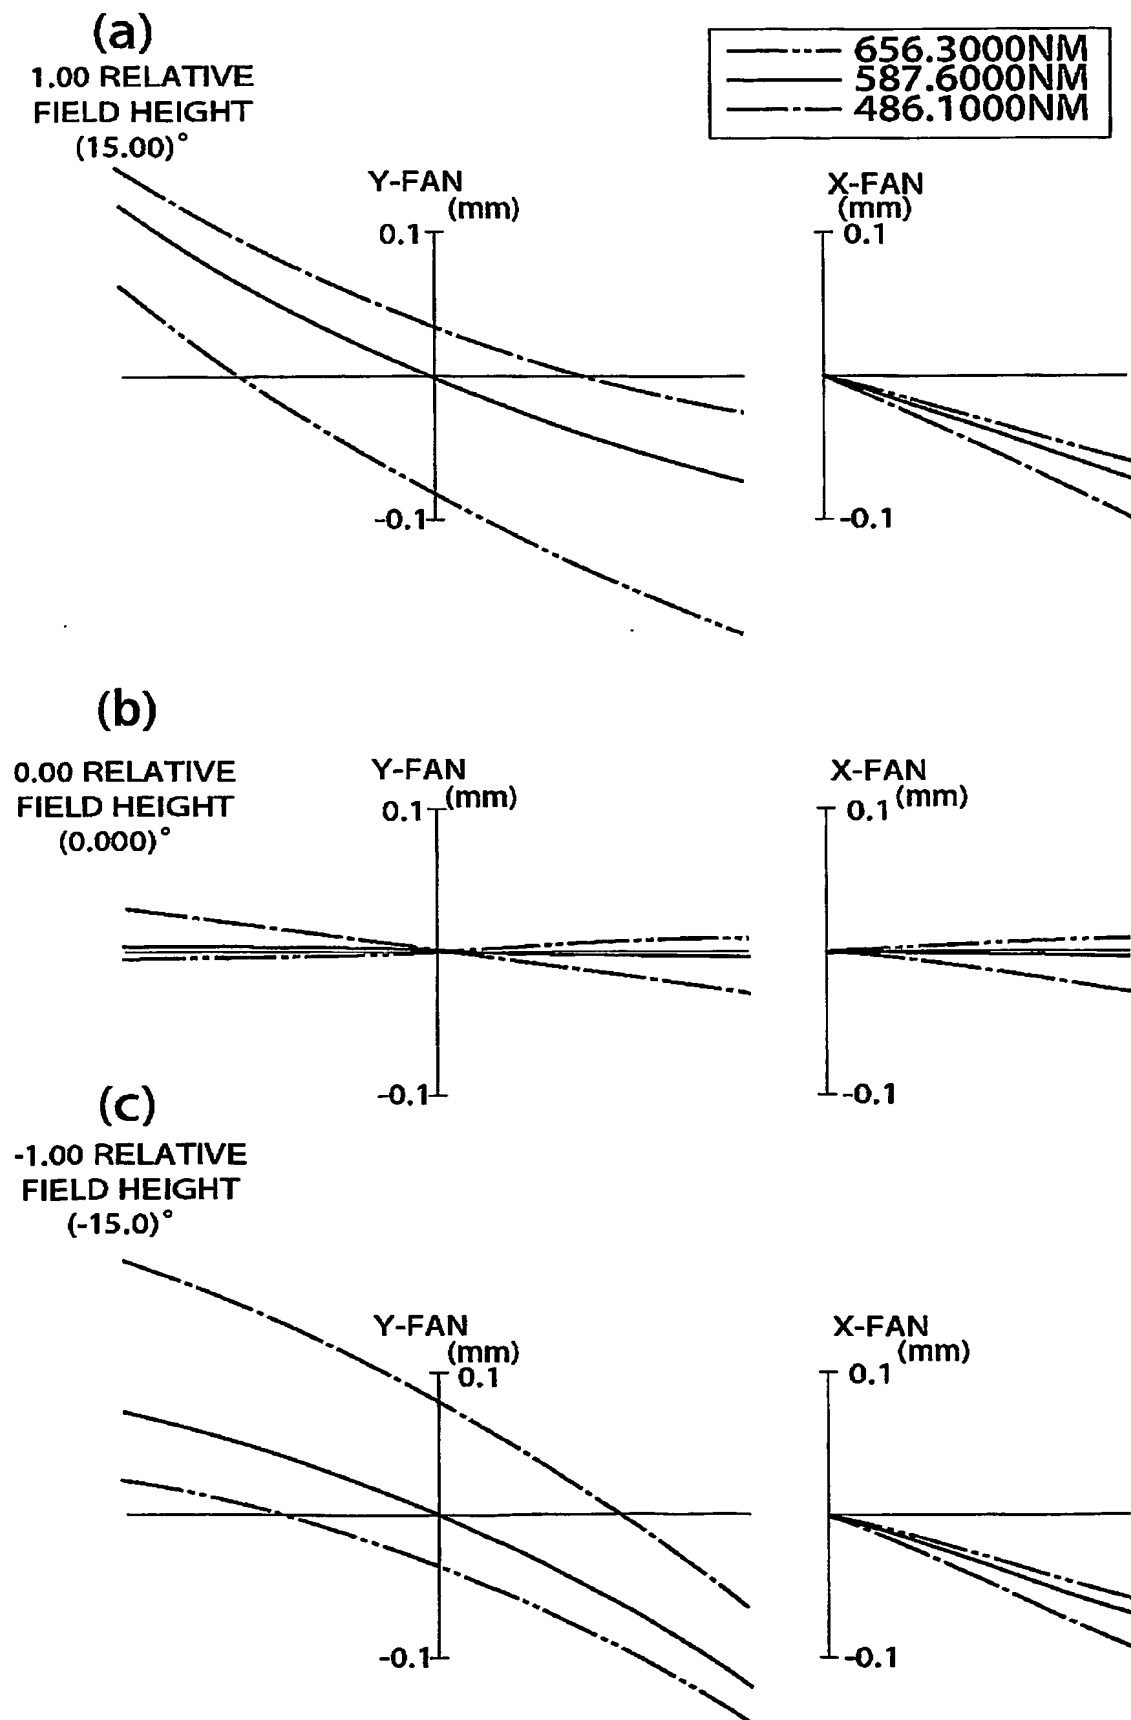 (a)
1.00 RELATIVE
FIELD HEIGHT
(15.00)°
656.3000NM
587.6000NM
486.1000NM
Y-FAN
(mm)
0.1
-0.1
X-FAN
(mm)
0.1
-0.1
(b)
0.00 RELATIVE
FIELD HEIGHT
(0.000)°
Y-FAN
(mm)
0.1
-0.1
X-FAN
(mm)
0.1
-0.1
(c)
-1.00 RELATIVE
FIELD HEIGHT
(-15.0)°
Y-FAN
(mm)
0.1
-0.1
X-FAN
(mm)
0.1
-0.1